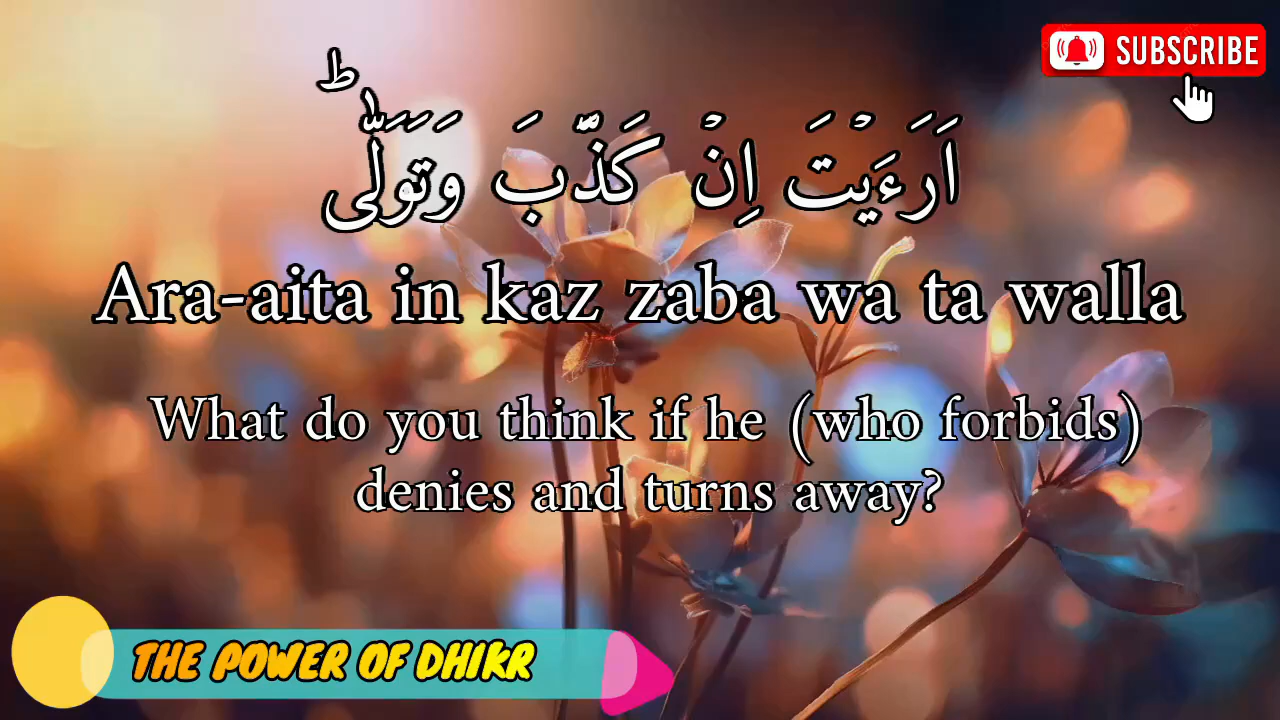 SUBSCRIBE
اَرَءَيۡتَ اِنۡ كَذَّبَ وَتَوَلّٰىؕ
Ara-aita in kaz zaba wa ta walla
What do you think if he (who forbids)
denies and turns away?
THE POWER OF DHIKR